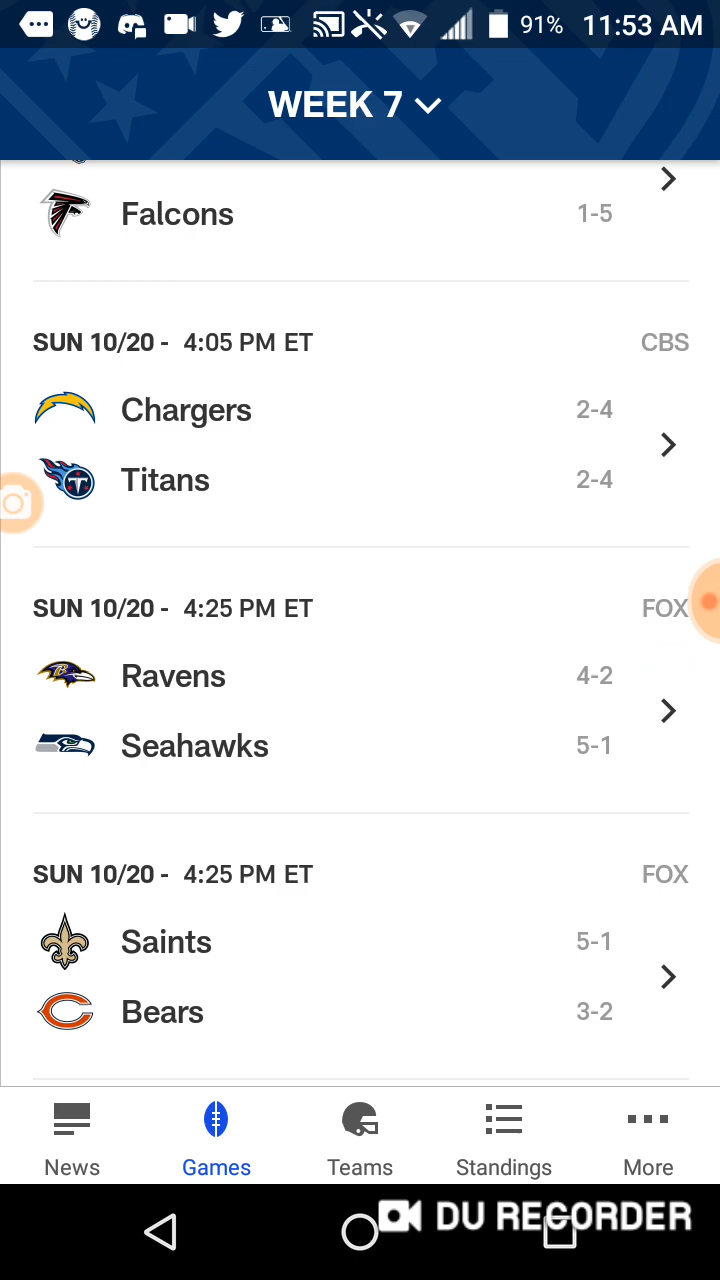 91% 11:53 AM
WEEK 7
Falcons 1-5
SUN 10/20 - 4:05 PM ET CBS
Chargers 2-4
Titans 2-4
SUN 10/20 - 4:25 PM ET FOX
Ravens 4-2
Seahawks 5-1
SUN 10/20 - 4:25 PM ET FOX
Saints 5-1
Bears 3-2
News Games Teams Standings More
DU RECORDER